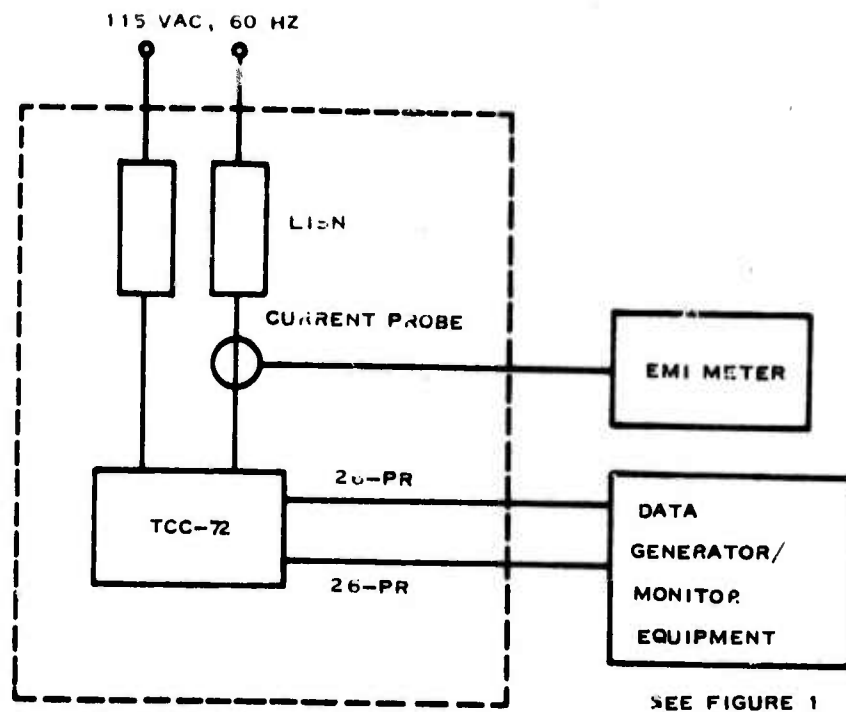 115 VAC, 60 HZ
LISN
CURRENT PROBE
EMI METER
26-PR
TCC-72
26-PR
DATA
GENERATOR/
MONITOR
EQUIPMENT
SEE FIGURE 1